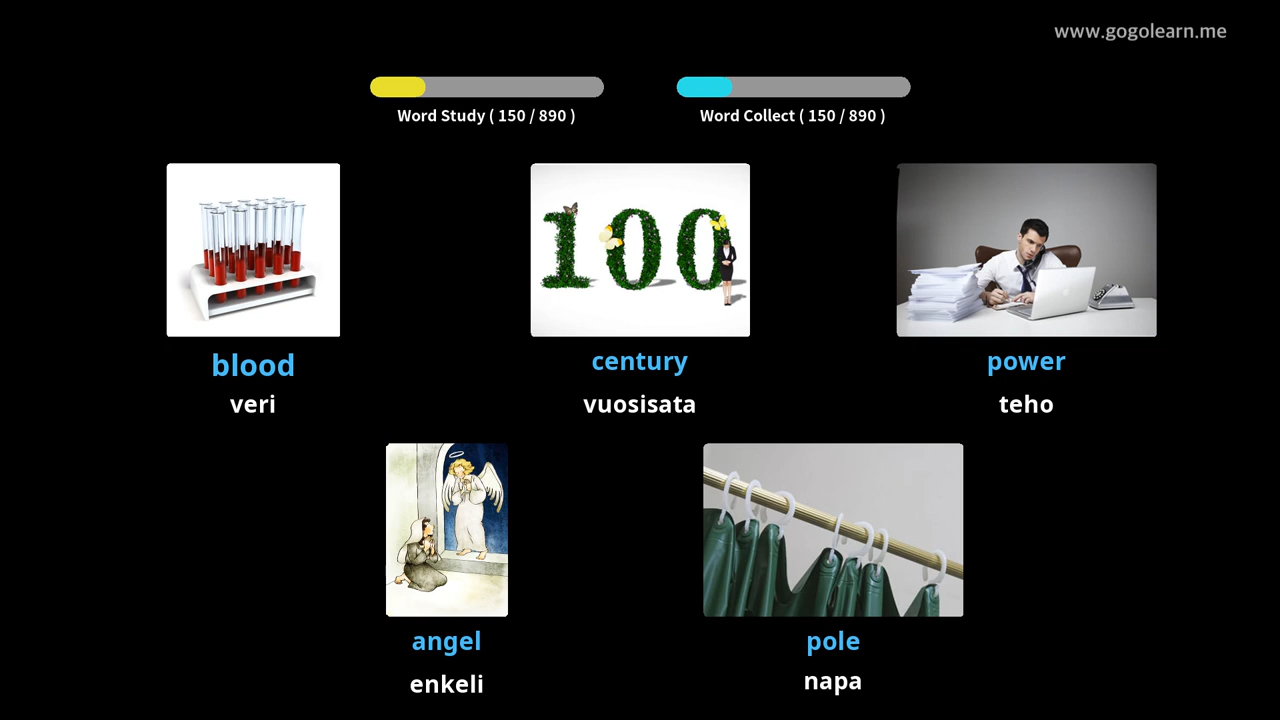 www.gogolearn.me
Word Study ( 150 / 890 )
Word Collect ( 150 / 890 )
100
blood
century
power
veri
vuosisata
teho
angel
pole
enkeli
napa